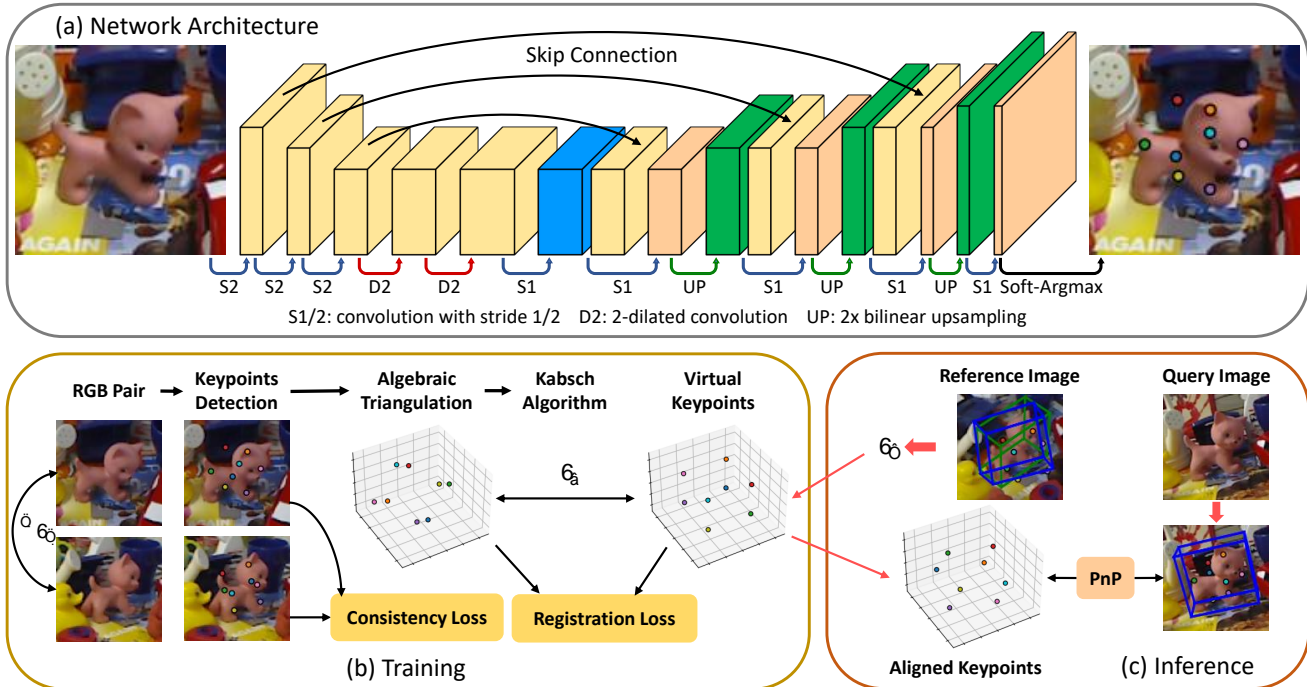 (a) Network Architecture
Skip Connection
AGAIN
AGAIN
S2 S2 S2 D2 D2 S1 S1 UP S1 UP S1 UP S1 Soft-Argmax
S1/2: convolution with stride 1/2 D2: 2-dilated convolution UP: 2x bilinear upsampling
RGB Pair
Keypoints
Detection
Algebraic
Triangulation
Kabsch
Algorithm
Virtual
Keypoints
Consistency Loss
Registration Loss
(b) Training
Reference Image
Query Image
PnP
Aligned Keypoints
(c) Inference